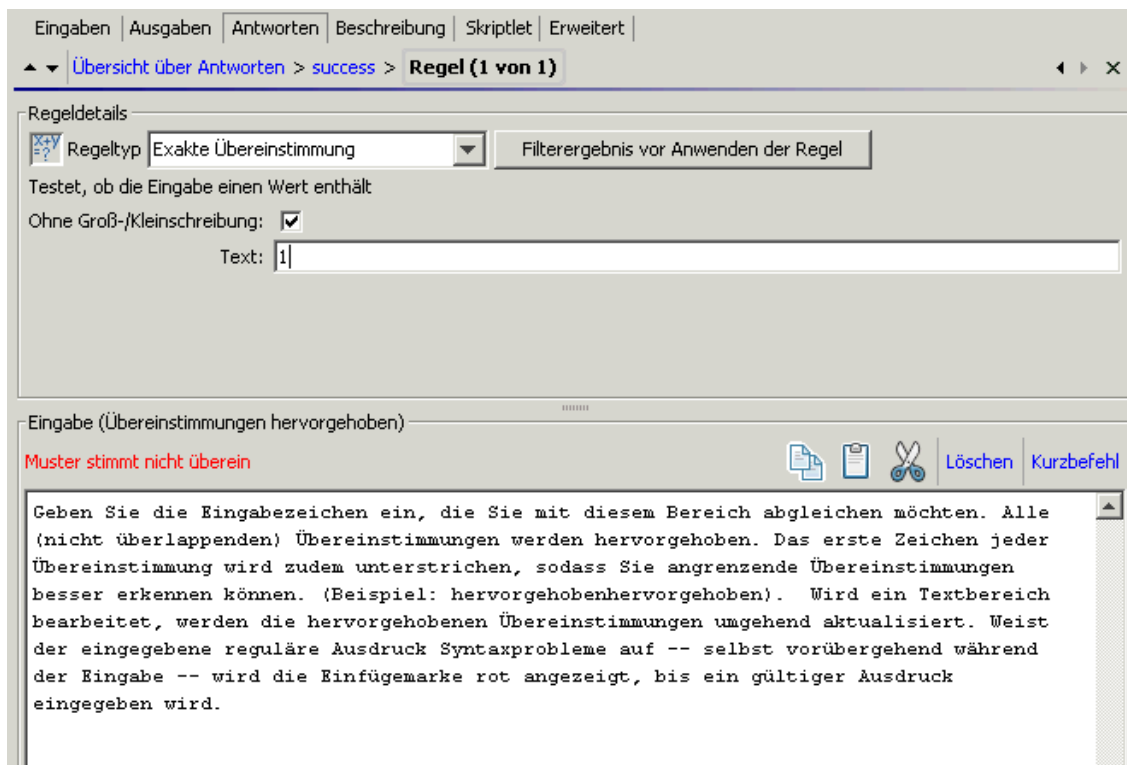 Eingaben | Ausgaben | Antworten | Beschreibung | Skriptlet | Erweitert |
Übersicht über Antworten > success > Regel (1 von 1)
Regeldetails
x+y
=?
Regeltyp Exakte Übereinstimmung Filterergebnis vor Anwenden der Regel
Testet, ob die Eingabe einen Wert enthält
Ohne Groß-/Kleinschreibung:
Text: 1
Eingabe (Übereinstimmungen hervorgehoben)
Muster stimmt nicht überein Löschen Kurzbefehl
Geben Sie die Eingabezeichen ein, die Sie mit diesem Bereich abgleichen möchten. Alle
(nicht überlappenden) Übereinstimmungen werden hervorgehoben. Das erste Zeichen jeder
Übereinstimmung wird zudem unterstrichen, sodass Sie angrenzende Übereinstimmungen
besser erkennen können. (Beispiel: hervorgehobenhervorgehoben).  Wird ein Textbereich
bearbeitet, werden die hervorgehobenen Übereinstimmungen umgehend aktualisiert. Weist
der eingegebene reguläre Ausdruck Syntaxprobleme auf -- selbst vorübergehend während
der Eingabe -- wird die Einfügemarke rot angezeigt, bis ein gültiger Ausdruck
eingegeben wird.